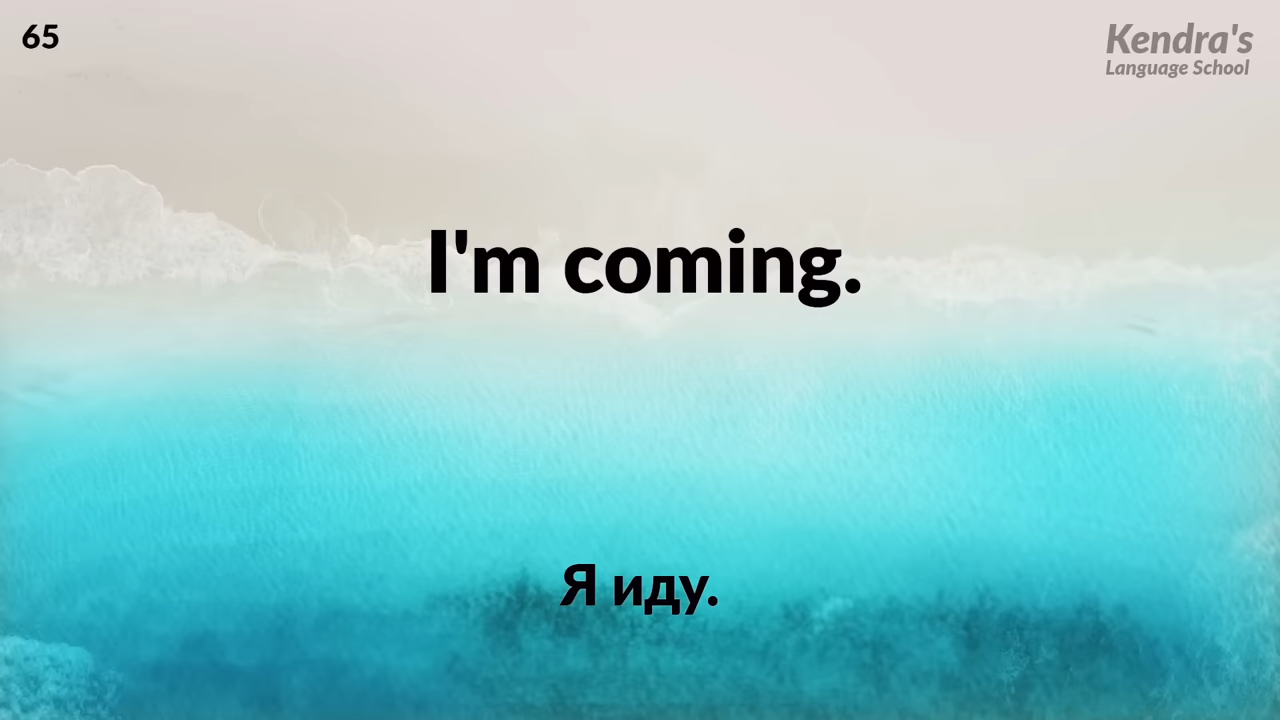 65
Kendra's
Language School
I'm coming.
Я иду.